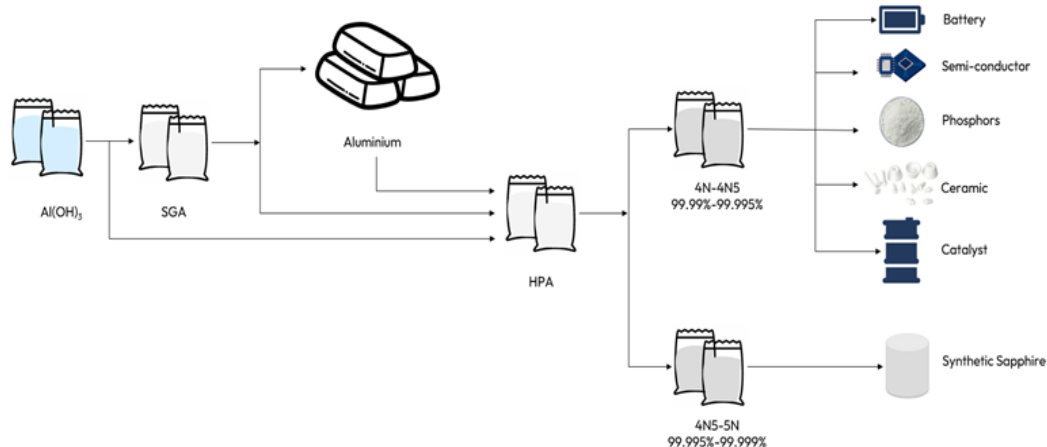 Battery
Semi-conductor
Phosphors
Ceramic
Catalyst
Aluminium
Al(OH)₃
SGA
4N-4N5
99.99%-99.995%
HPA
Synthetic Sapphire
4N5-5N
99.995%-99.999%